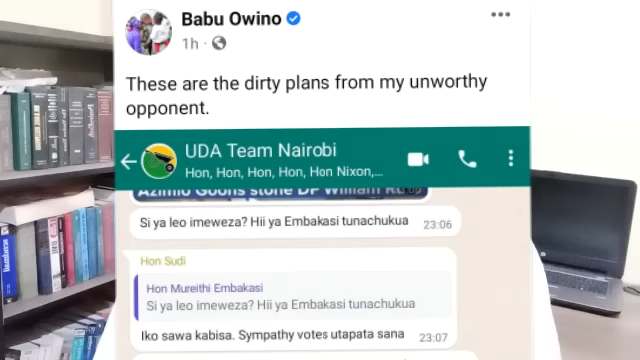 Babu Owino
1h
These are the dirty plans from my unworthy
opponent.
UDA Team Nairobi
Hon, Hon, Hon, Hon, Hon Nixon,...
Azimio Goons stone DP William Ru
Si ya leo imeweza? Hii ya Embakasi tunachukua
23:06
Hon Sudi
Hon Mureithi Embakasi
Si ya leo imeweza? Hii ya Embakasi tunachukua
Iko sawa kabisa. Sympathy votes utapata sana
23:07